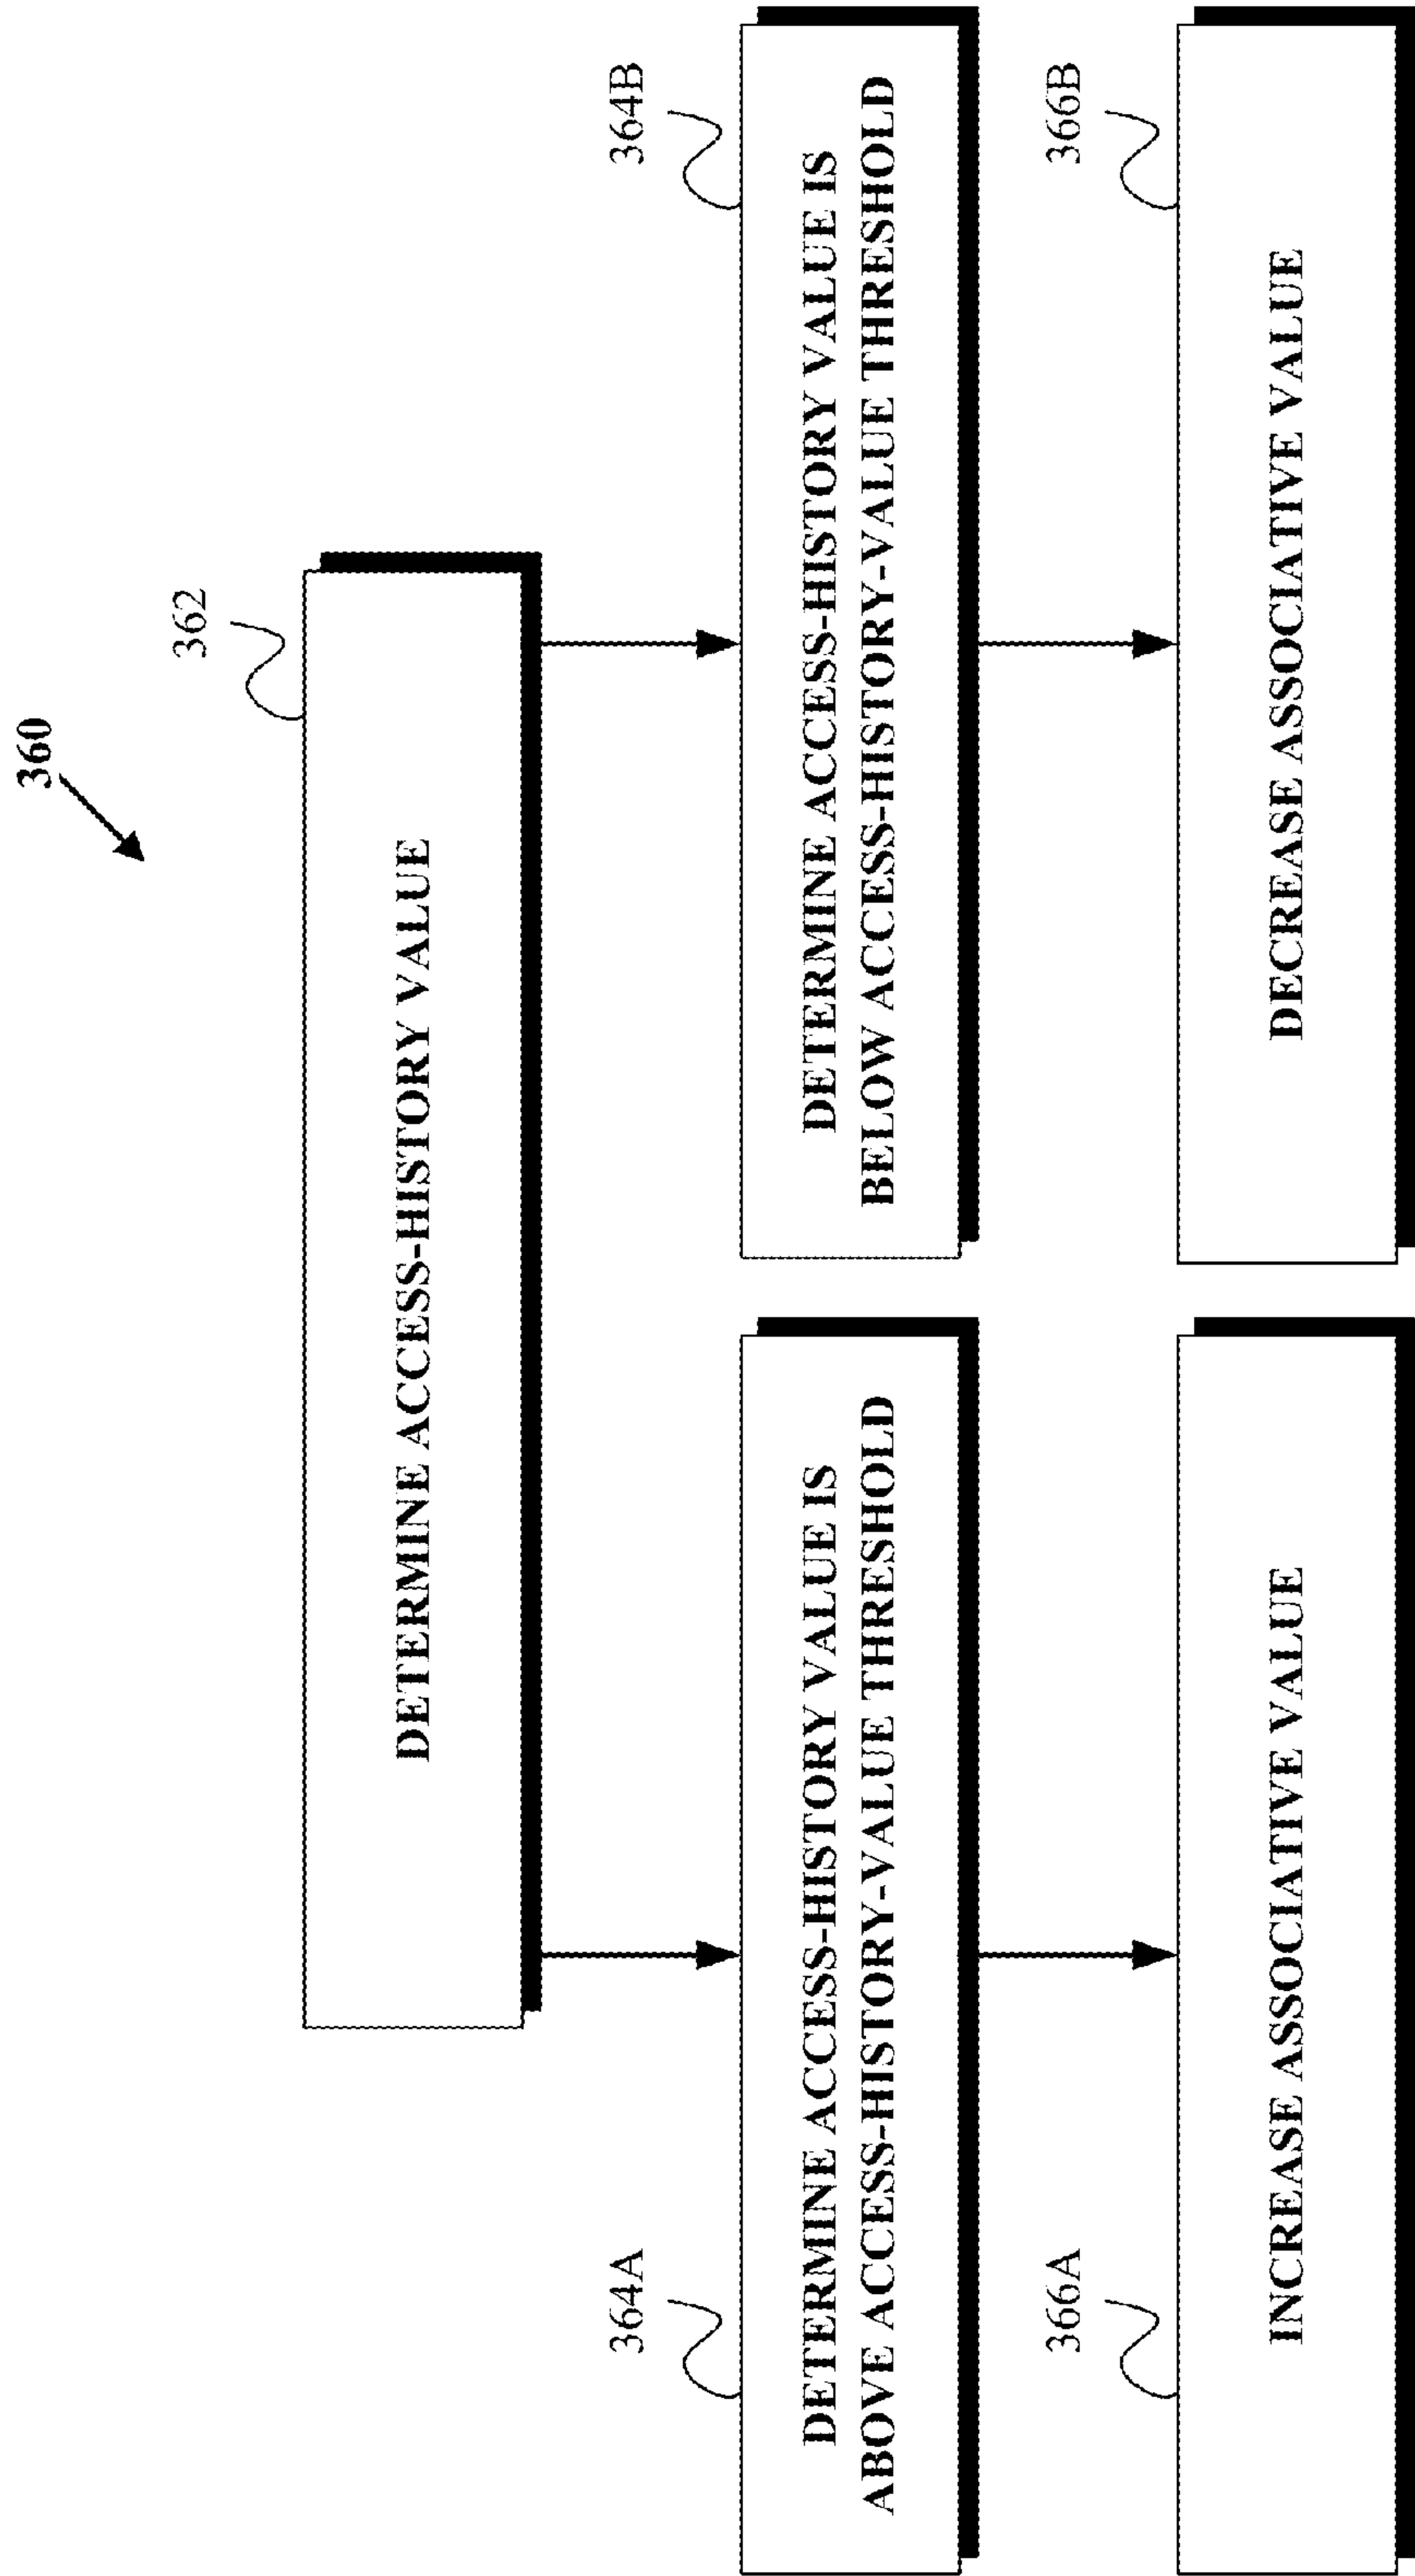 360
362
DETERMINE ACCESS-HISTORY VALUE
364A
DETERMINE ACCESS-HISTORY VALUE IS
ABOVE ACCESS-HISTORY-VALUE THRESHOLD
364B
DETERMINE ACCESS-HISTORY VALUE IS
BELOW ACCESS-HISTORY-VALUE THRESHOLD
366A
INCREASE ASSOCIATIVE VALUE
366B
DECREASE ASSOCIATIVE VALUE